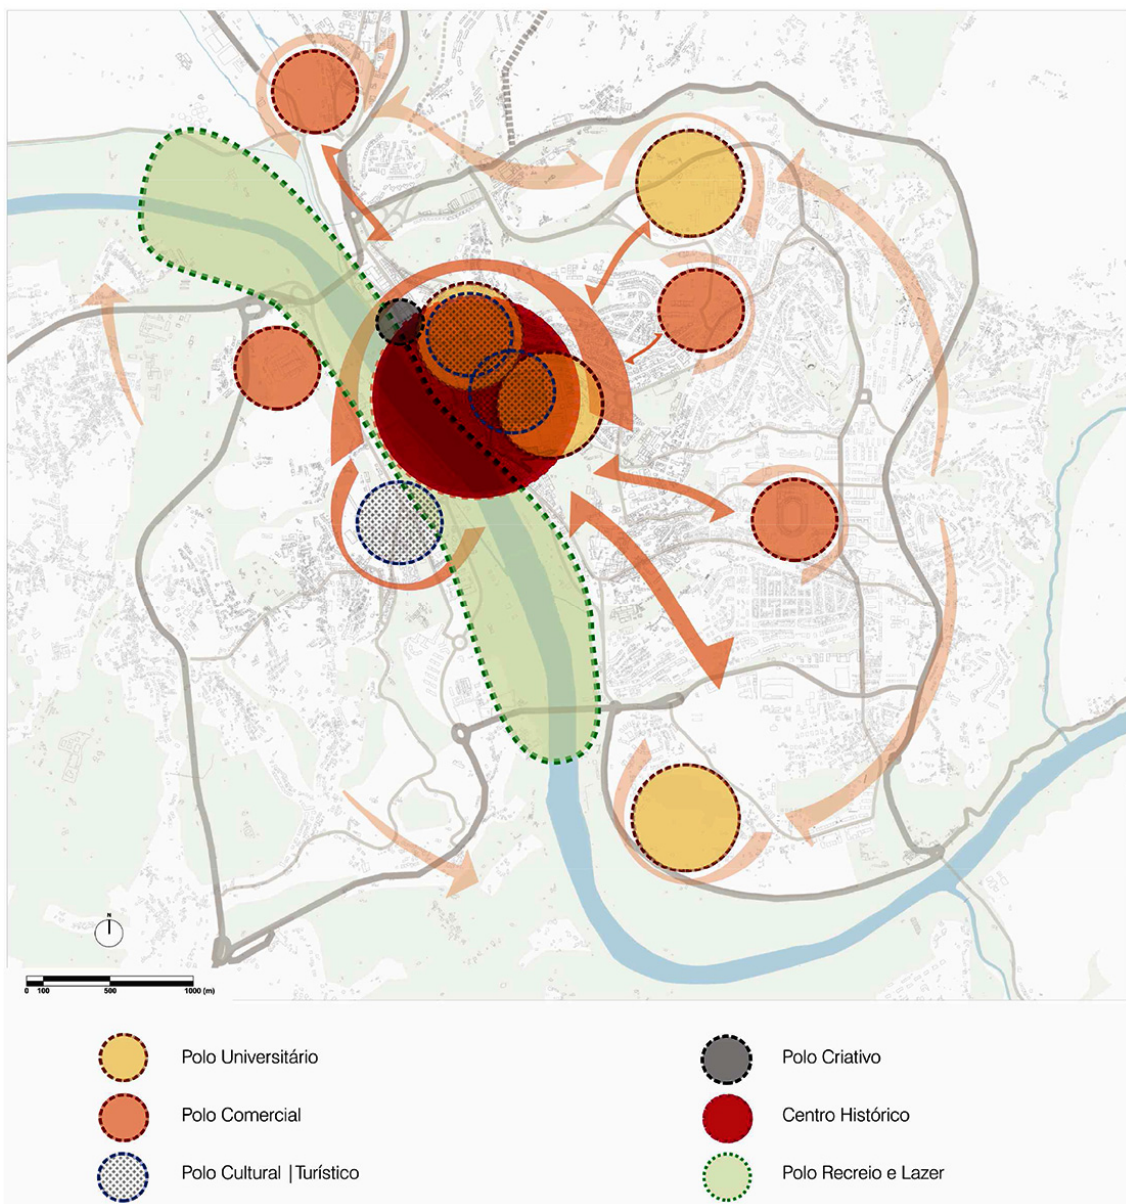 N
0 100 500 1000 (m)
Polo Universitário
Polo Criativo
Polo Comercial
Centro Histórico
Polo Cultural | Turístico
Polo Recreio e Lazer